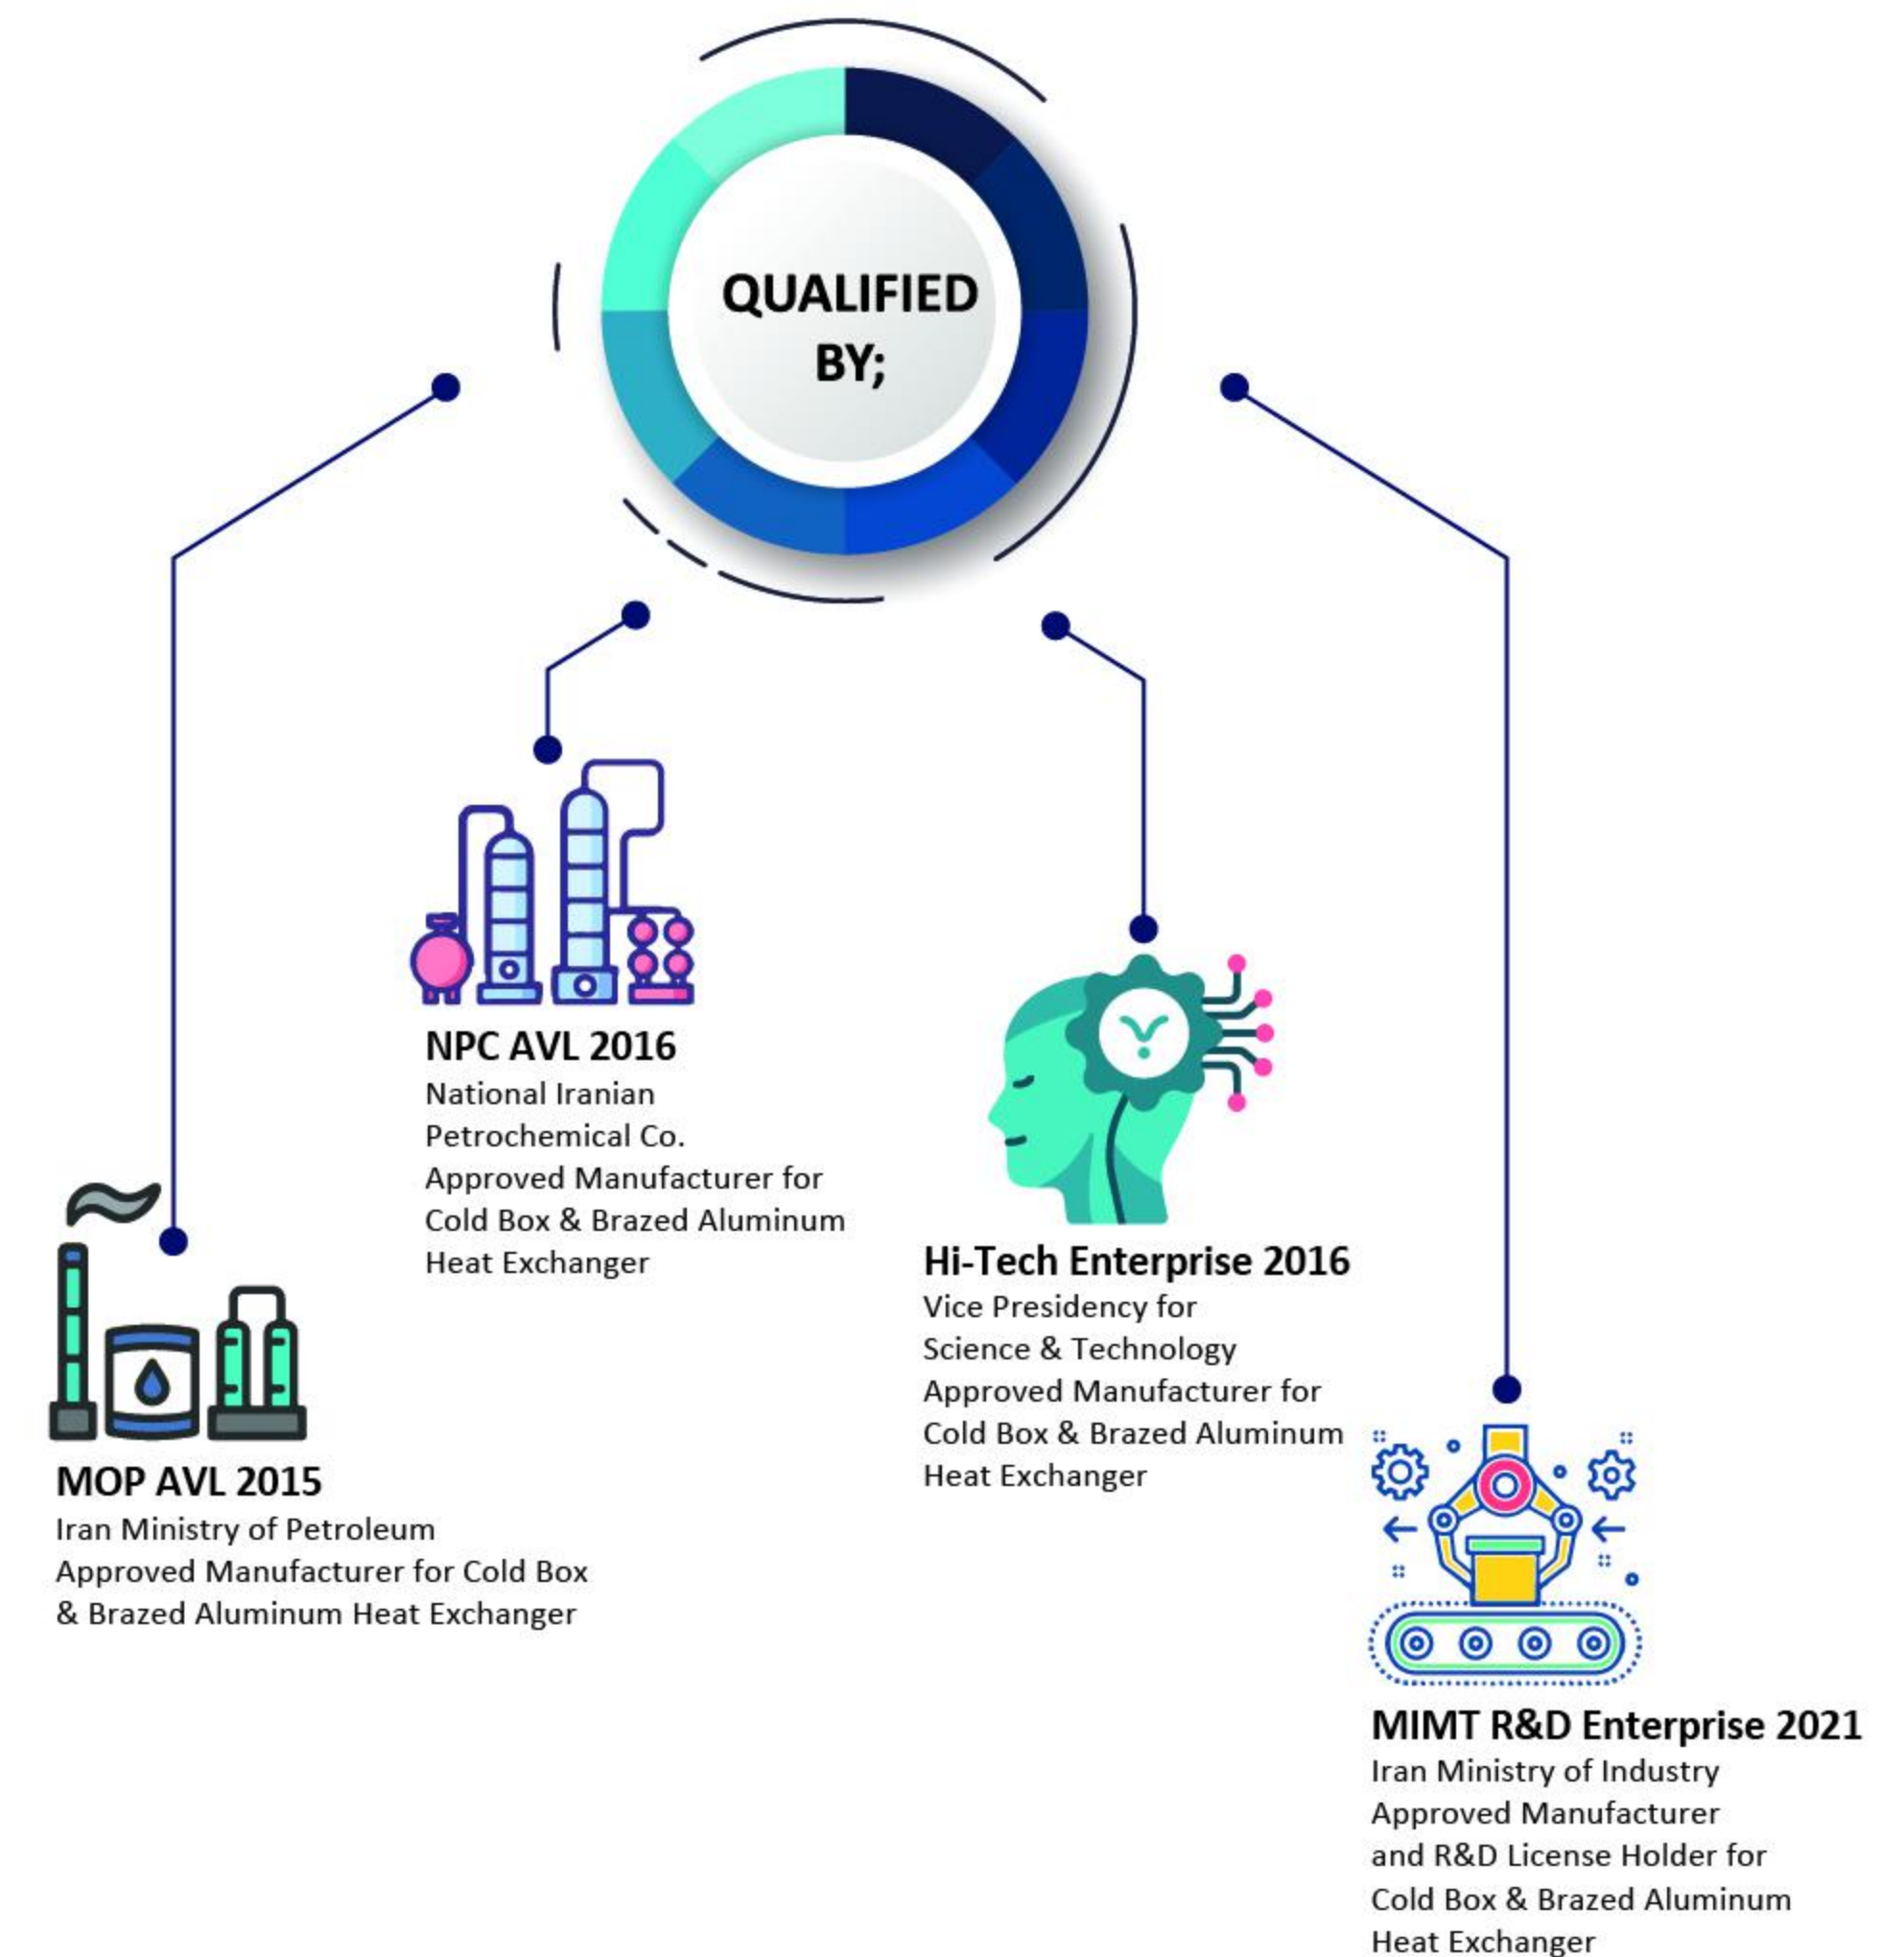 QUALIFIED
BY;
NPC AVL 2016
National Iranian
Petrochemical Co.
Approved Manufacturer for
Cold Box & Brazed Aluminum
Heat Exchanger
Hi-Tech Enterprise 2016
Vice Presidency for
Science & Technology
Approved Manufacturer for
Cold Box & Brazed Aluminum
Heat Exchanger
MOP AVL 2015
Iran Ministry of Petroleum
Approved Manufacturer for Cold Box
& Brazed Aluminum Heat Exchanger
MIMT R&D Enterprise 2021
Iran Ministry of Industry
Approved Manufacturer
and R&D License Holder for
Cold Box & Brazed Aluminum
Heat Exchanger